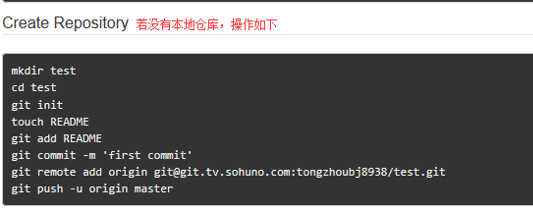 Create Repository 若没有本地仓库，操作如下
mkdir test
cd test
git init
touch README
git add README
git commit -m 'first commit'
git remote add origin git@git.tv.sohuno.com:tongzhoubj8938/test.git
git push -u origin master